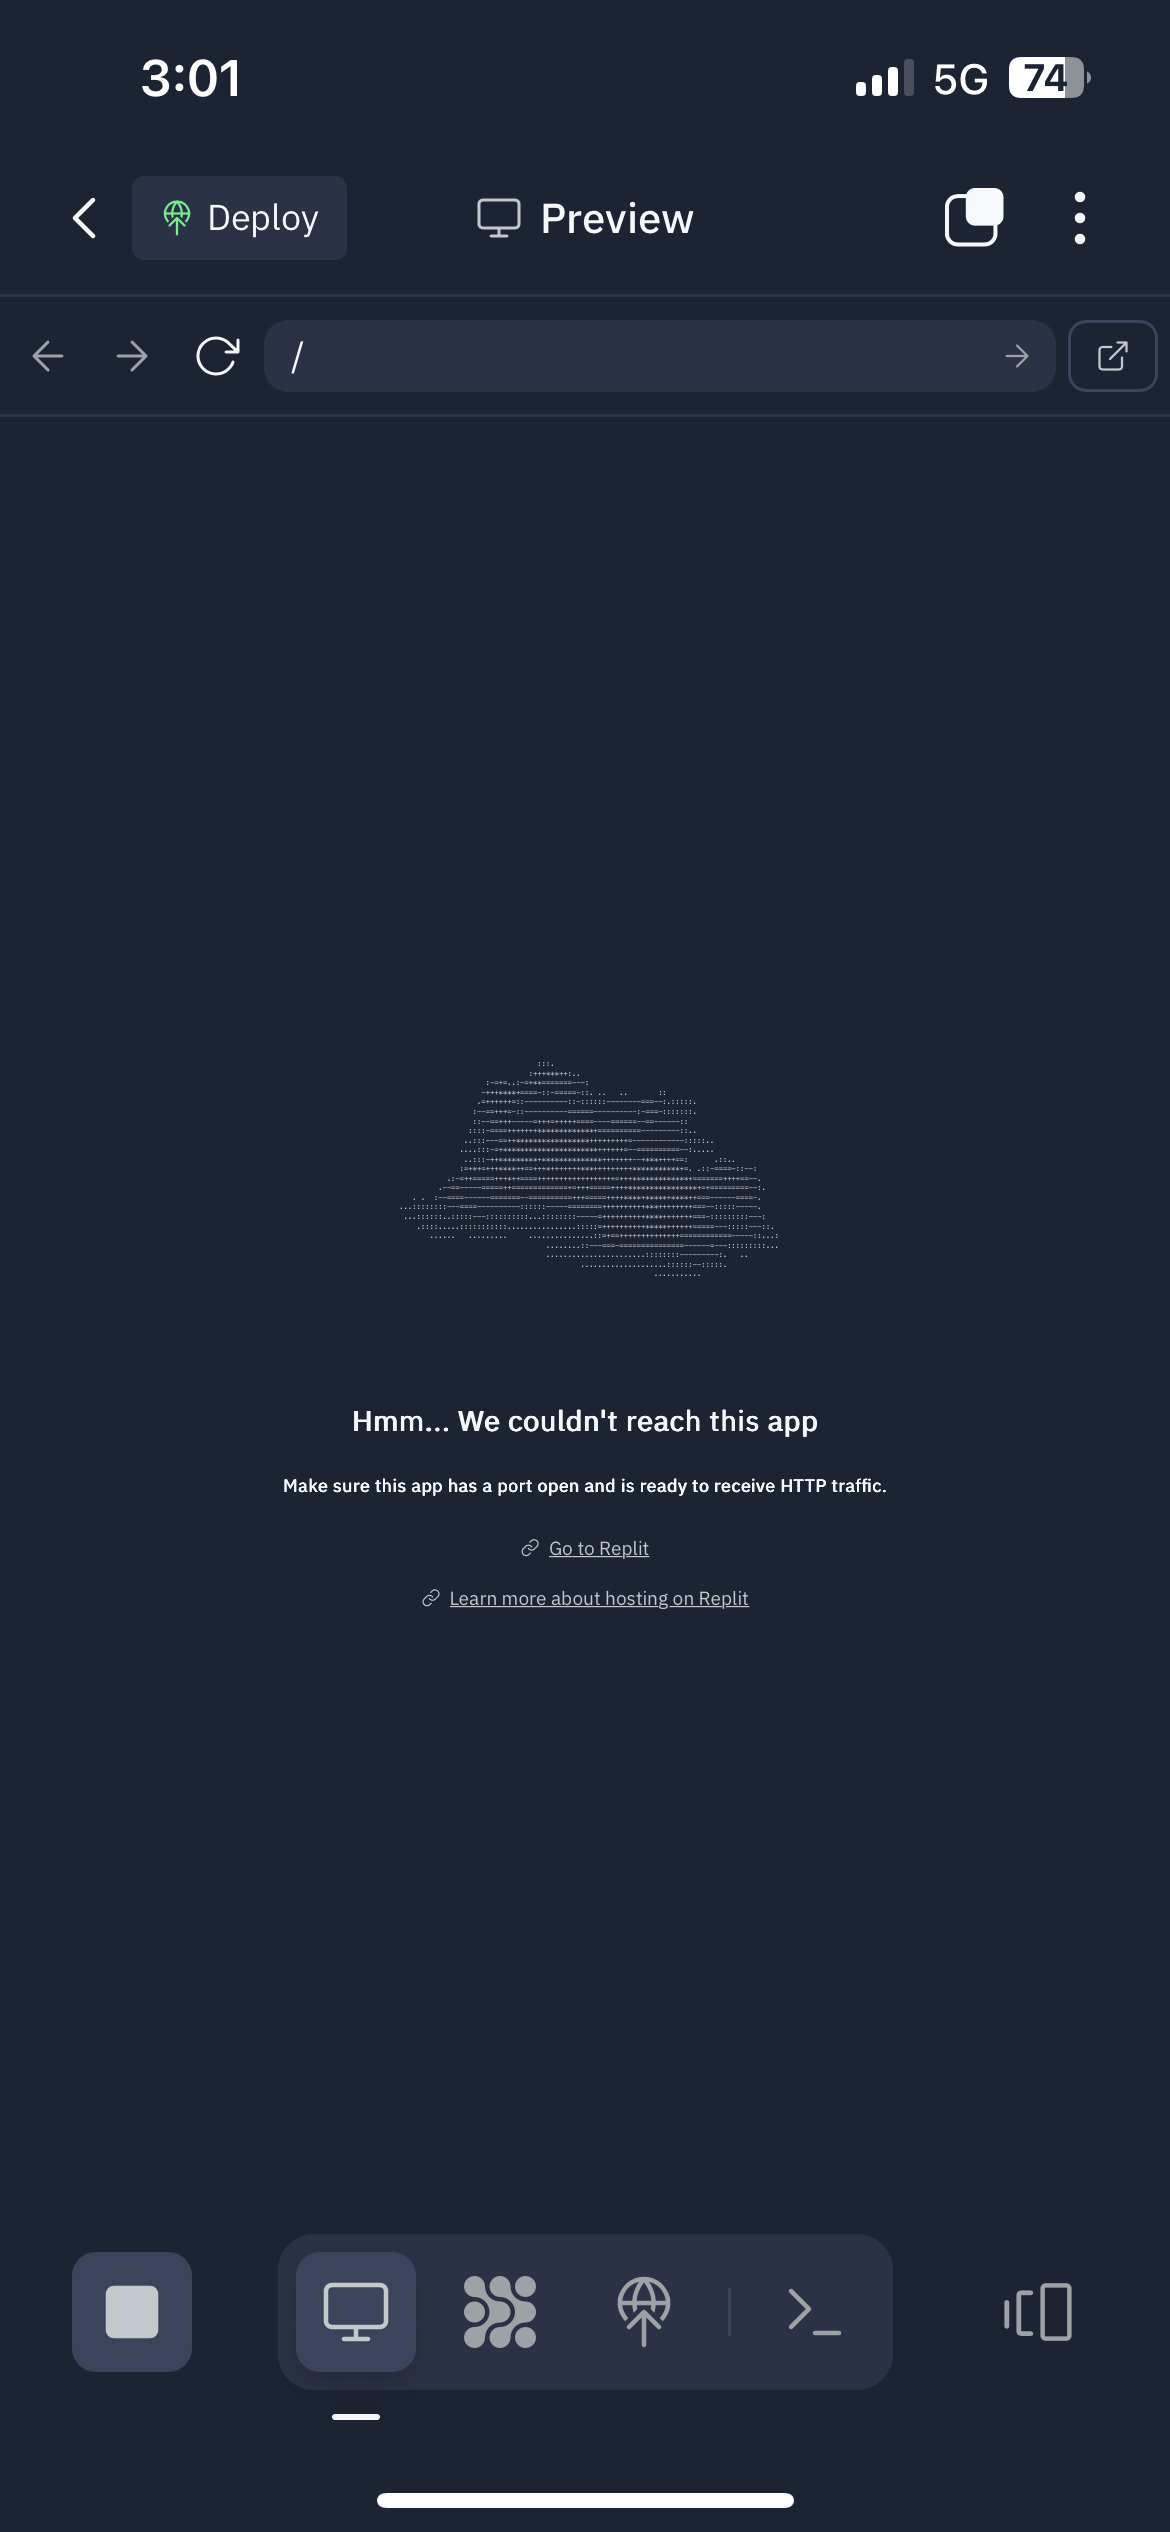 3:01
5G
74
Deploy
Preview
/
Hmm... We couldn't reach this app
Make sure this app has a port open and is ready to receive HTTP traffic.
Go to Replit
Learn more about hosting on Replit